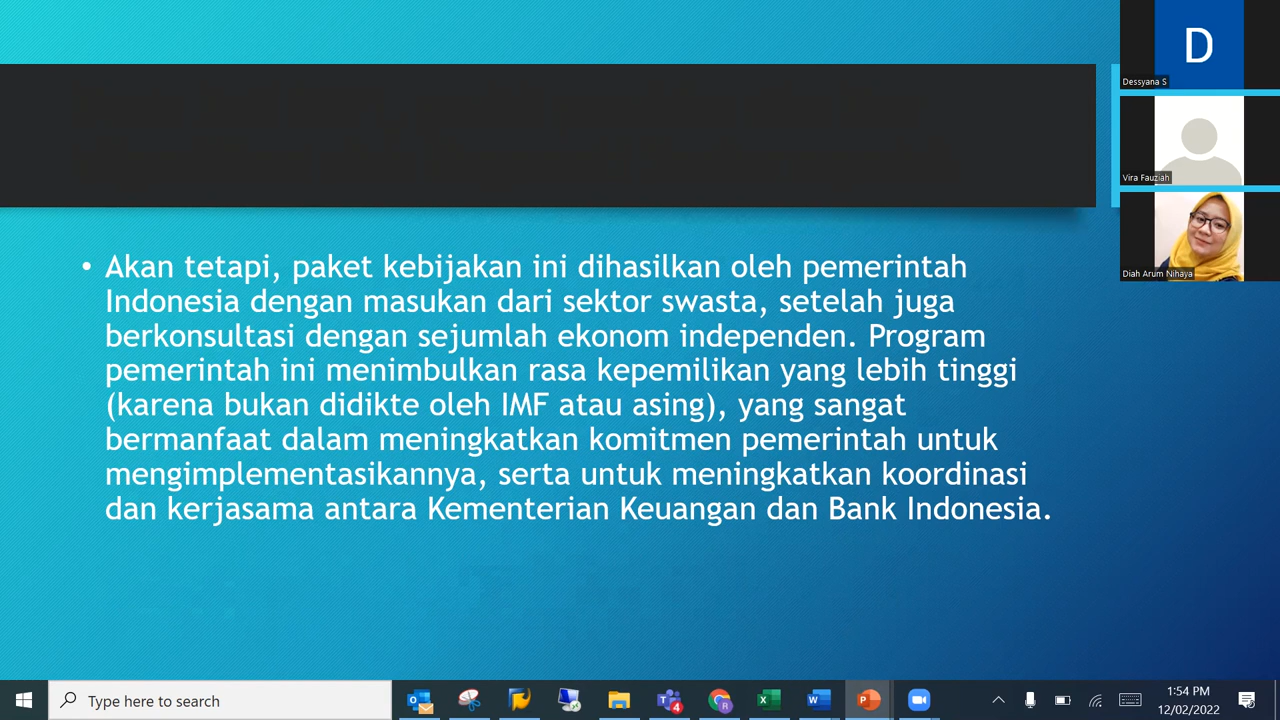 D
Dessyana S
Vira Fauziah
Diah Arum Nihaya
• Akan tetapi, paket kebijakan ini dihasilkan oleh pemerintah
Indonesia dengan masukan dari sektor swasta, setelah juga
berkonsultasi dengan sejumlah ekonom independen. Program
pemerintah ini menimbulkan rasa kepemilikan yang lebih tinggi
(karena bukan didikte oleh IMF atau asing), yang sangat
bermanfaat dalam meningkatkan komitmen pemerintah untuk
mengimplementasikannya, serta untuk meningkatkan koordinasi
dan kerjasama antara Kementerian Keuangan dan Bank Indonesia.
Type here to search
4
R
1:54 PM
12/02/2022